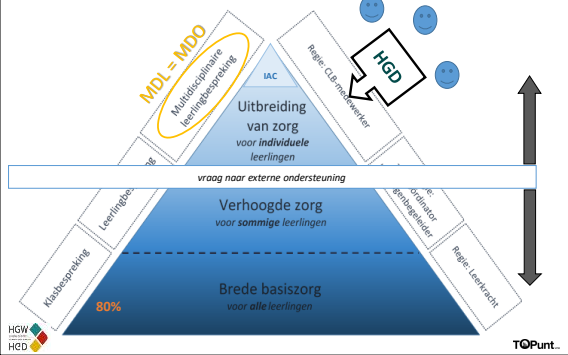 MDL = MDO
Multidisciplinaire
leerlingbespreking
IAC
Regie: CLB-medewerker
HGD
Uitbreiding
van zorg
voor individuele
leerlingen
vraag naar externe ondersteuning
Verhoogde zorg
voor sommige leerlingen
Klasbespreking
Regie: Leerkracht
Brede basiszorg
voor alle leerlingen
80%
HGW
HGD
TOPunt